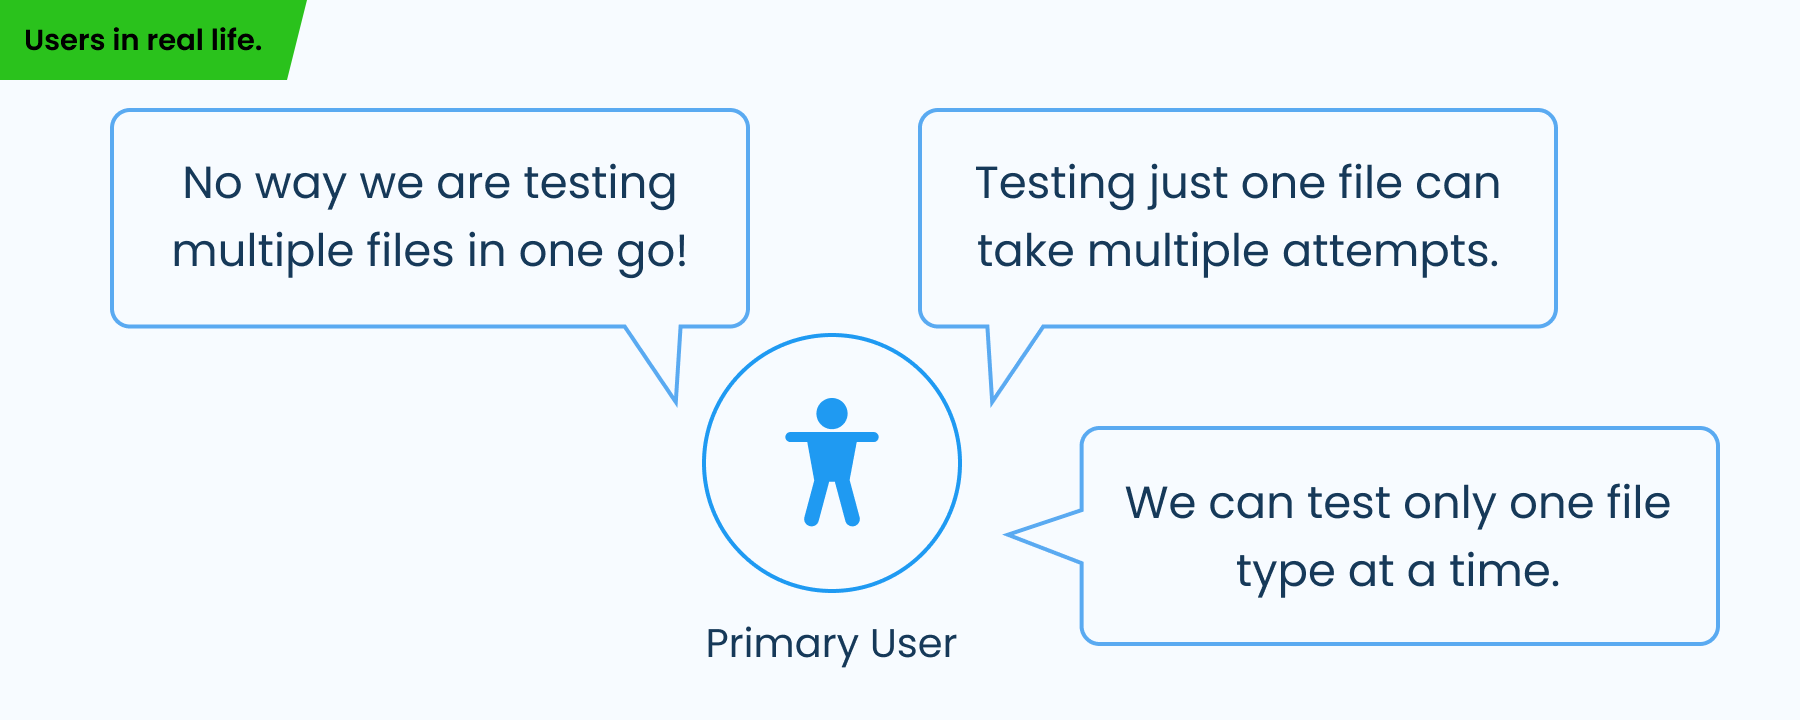 Users in real life.
No way we are testing
multiple files in one go!
Testing just one file can
take multiple attempts.
We can test only one file
type at a time.
Primary User